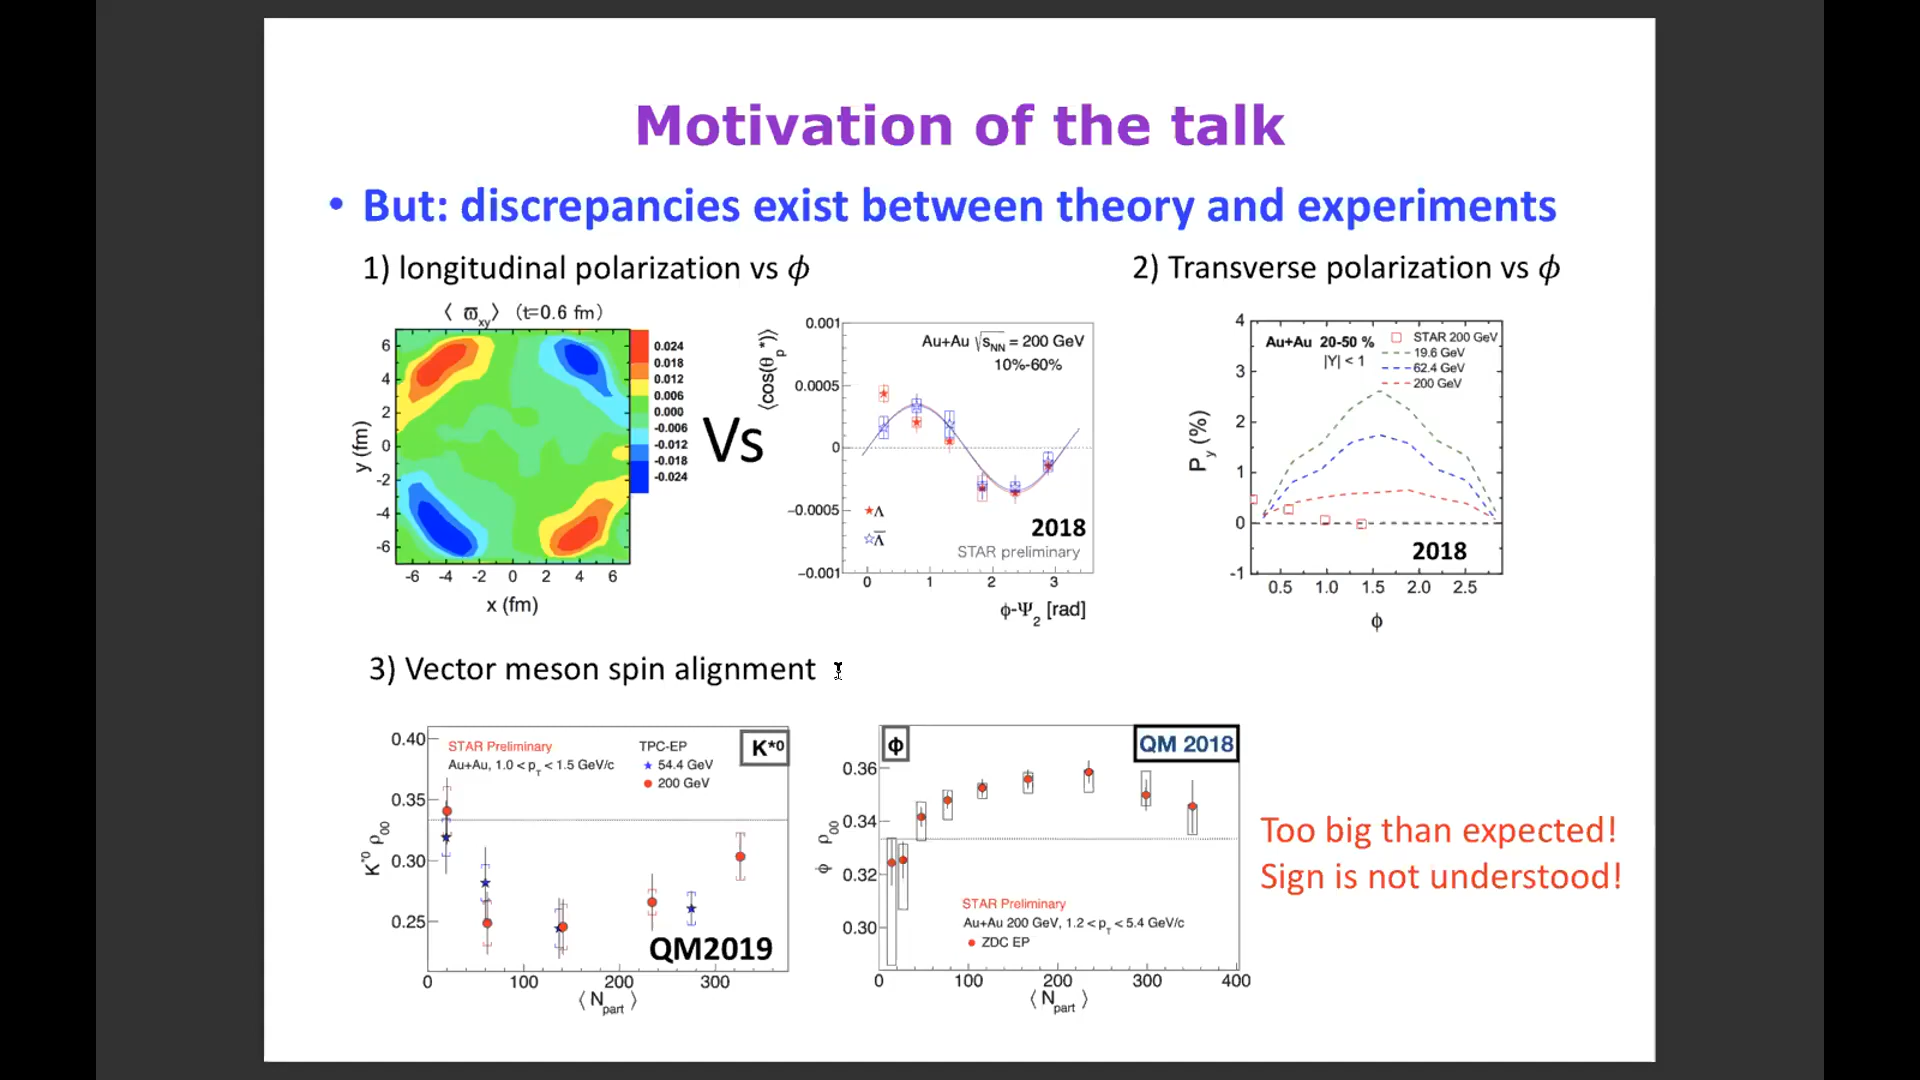 Motivation of the talk
• But: discrepancies exist between theory and experiments
1) longitudinal polarization vs ϕ
2) Transverse polarization vs ϕ
⟨ ϖxy⟩ (t=0.6 fm)
6
4
2
0
-2
-4
-6
y (fm)
-6 -4 -2 0 2 4 6
x (fm)
0.024
0.018
0.012
0.006
0.000
-0.006
-0.012
-0.018
-0.024
Vs
⟨cos(θp*)⟩
0.001
0.0005
0
−0.0005
−0.001
Au+Au √sNN = 200 GeV
10%-60%
Λ
Λ̅
2018
STAR preliminary
0 1 2 3
ϕ-Ψ2 [rad]
Py (%)
4
3
2
1
0
-1
Au+Au 20-50 %
|Y| < 1
STAR 200 GeV
19.6 GeV
62.4 GeV
200 GeV
2018
0.5 1.0 1.5 2.0 2.5
ϕ
3) Vector meson spin alignment
K*0 ρ00
0.40
0.35
0.30
0.25
STAR Preliminary
Au+Au, 1.0 < pT < 1.5 GeV/c
TPC-EP
54.4 GeV
200 GeV
K*0
QM2019
0 100 200 300
⟨ Npart ⟩
ϕ ρ00
0.36
0.34
0.32
0.30
ϕ
QM 2018
STAR Preliminary
Au+Au 200 GeV, 1.2 < pT < 5.4 GeV/c
ZDC EP
0 100 200 300 400
⟨ Npart ⟩
Too big than expected!
Sign is not understood!